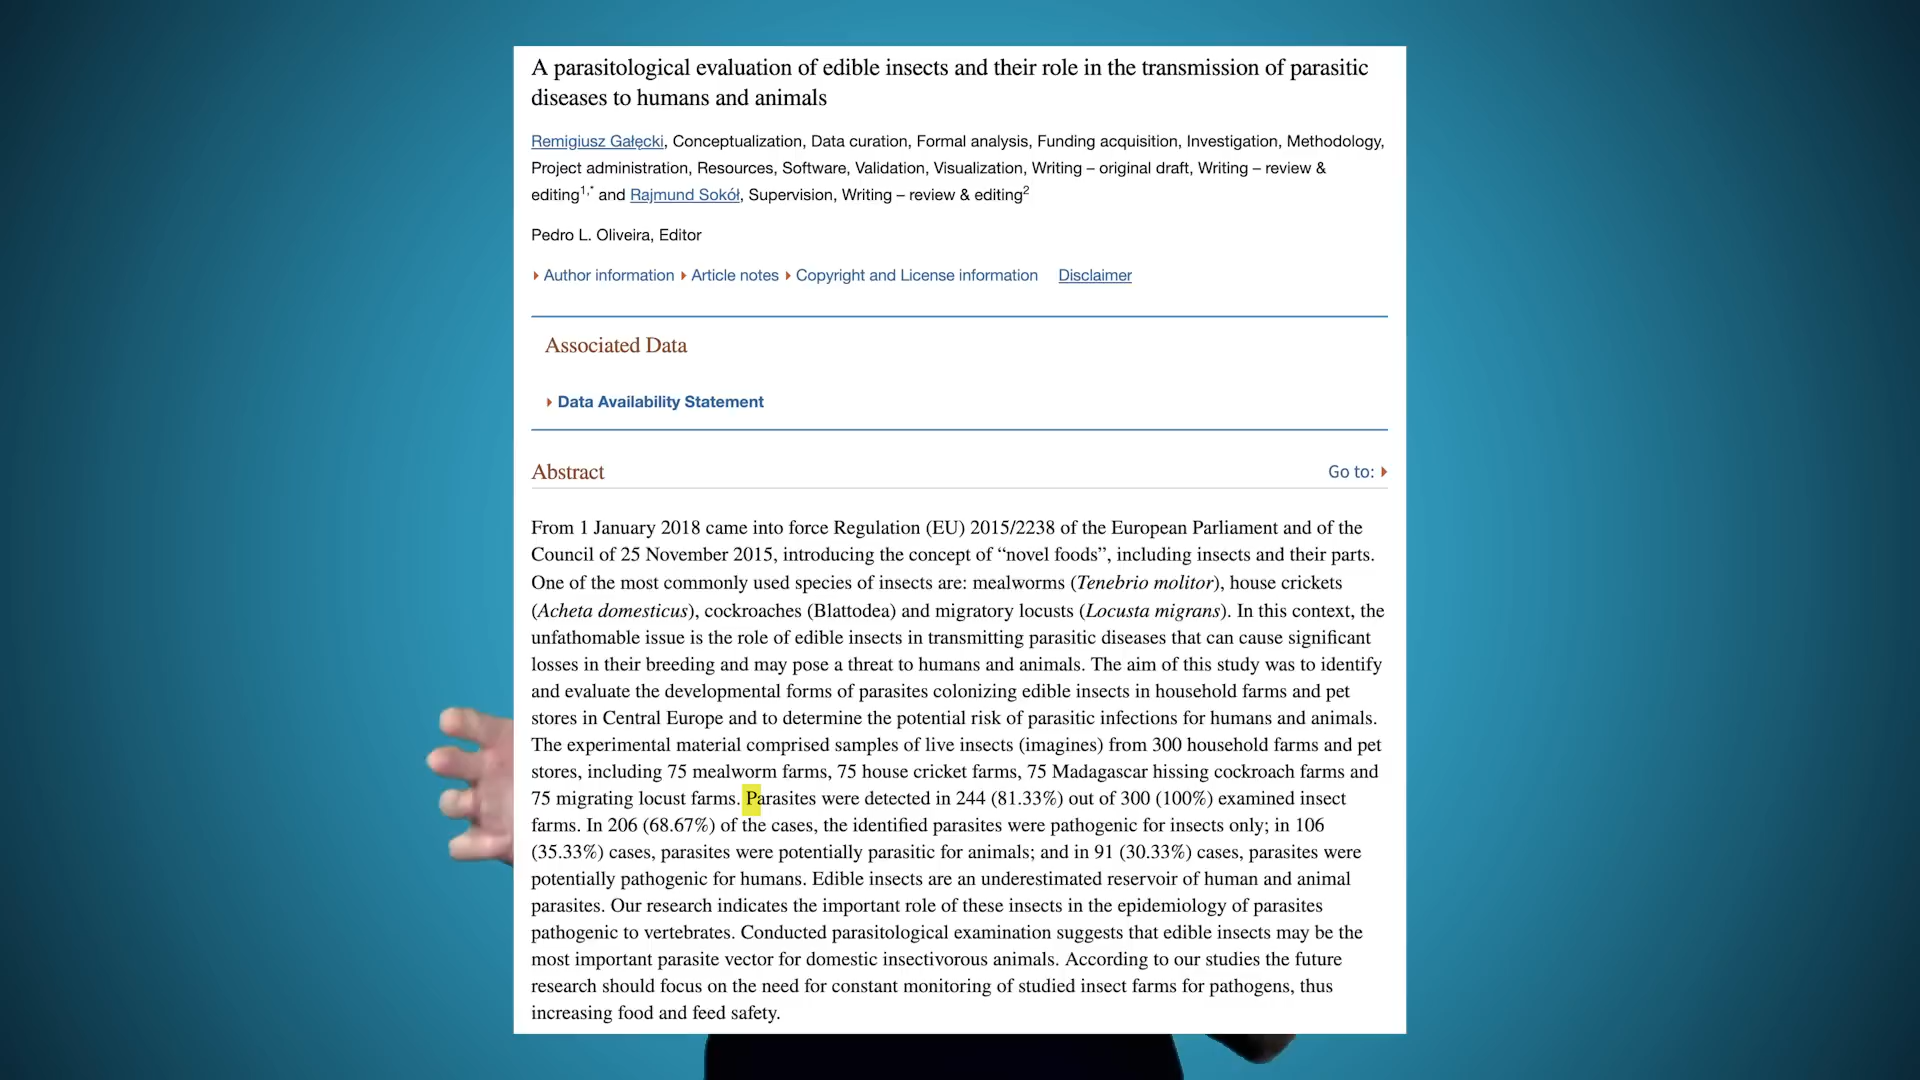 A parasitological evaluation of edible insects and their role in the transmission of parasitic
diseases to humans and animals
Remigiusz Gałęcki, Conceptualization, Data curation, Formal analysis, Funding acquisition, Investigation, Methodology,
Project administration, Resources, Software, Validation, Visualization, Writing – original draft, Writing – review &
editing1,* and Rajmund Sokół, Supervision, Writing – review & editing2
Pedro L. Oliveira, Editor
Author information Article notes Copyright and License information Disclaimer
Associated Data
Data Availability Statement
Abstract
Go to:
From 1 January 2018 came into force Regulation (EU) 2015/2238 of the European Parliament and of the
Council of 25 November 2015, introducing the concept of “novel foods”, including insects and their parts.
One of the most commonly used species of insects are: mealworms (Tenebrio molitor), house crickets
(Acheta domesticus), cockroaches (Blattodea) and migratory locusts (Locusta migrans). In this context, the
unfathomable issue is the role of edible insects in transmitting parasitic diseases that can cause significant
losses in their breeding and may pose a threat to humans and animals. The aim of this study was to identify
and evaluate the developmental forms of parasites colonizing edible insects in household farms and pet
stores in Central Europe and to determine the potential risk of parasitic infections for humans and animals.
The experimental material comprised samples of live insects (imagines) from 300 household farms and pet
stores, including 75 mealworm farms, 75 house cricket farms, 75 Madagascar hissing cockroach farms and
75 migrating locust farms. Parasites were detected in 244 (81.33%) out of 300 (100%) examined insect
farms. In 206 (68.67%) of the cases, the identified parasites were pathogenic for insects only; in 106
(35.33%) cases, parasites were potentially parasitic for animals; and in 91 (30.33%) cases, parasites were
potentially pathogenic for humans. Edible insects are an underestimated reservoir of human and animal
parasites. Our research indicates the important role of these insects in the epidemiology of parasites
pathogenic to vertebrates. Conducted parasitological examination suggests that edible insects may be the
most important parasite vector for domestic insectivorous animals. According to our studies the future
research should focus on the need for constant monitoring of studied insect farms for pathogens, thus
increasing food and feed safety.